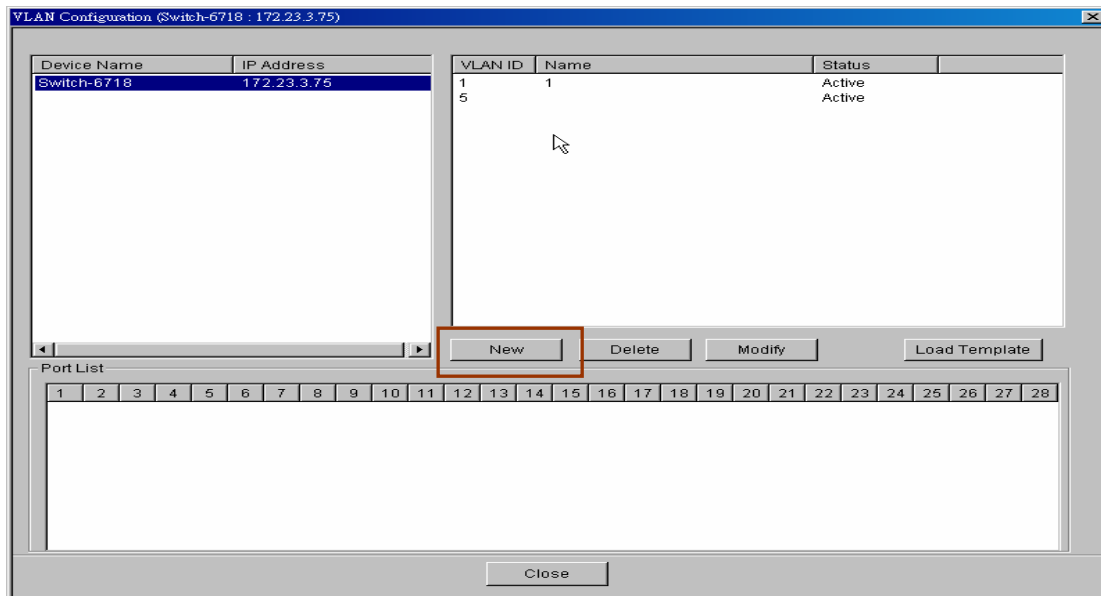 VLAN Configuration (Switch-6718 : 172.23.3.75)
Device Name IP Address
Switch-6718 172.23.3.75
VLAN ID Name Status
1 1 Active
5 Active
New Delete Modify Load Template
Port List
1 2 3 4 5 6 7 8 9 10 11 12 13 14 15 16 17 18 19 20 21 22 23 24 25 26 27 28
Close